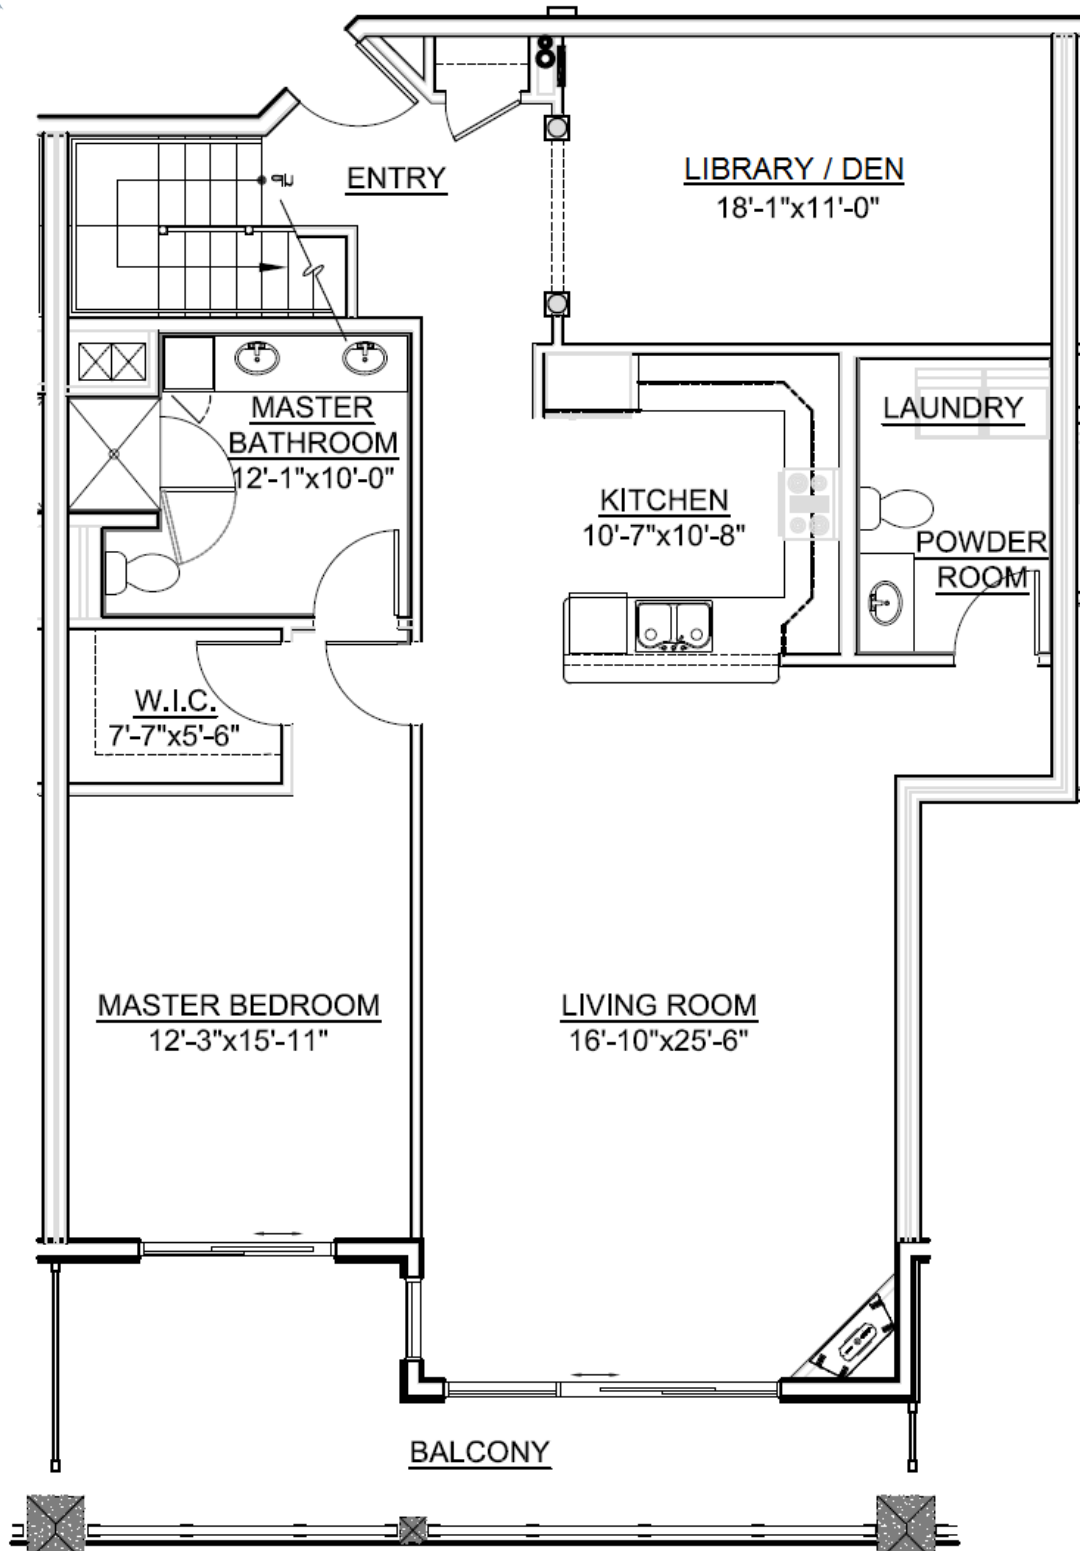 ENTRY
UP
LIBRARY / DEN
18'-1"x11'-0"
MASTER
BATHROOM
12'-1"x10'-0"
LAUNDRY
KITCHEN
10'-7"x10'-8"
POWDER
ROOM
W.I.C.
7'-7"x5'-6"
MASTER BEDROOM
12'-3"x15'-11"
LIVING ROOM
16'-10"x25'-6"
BALCONY